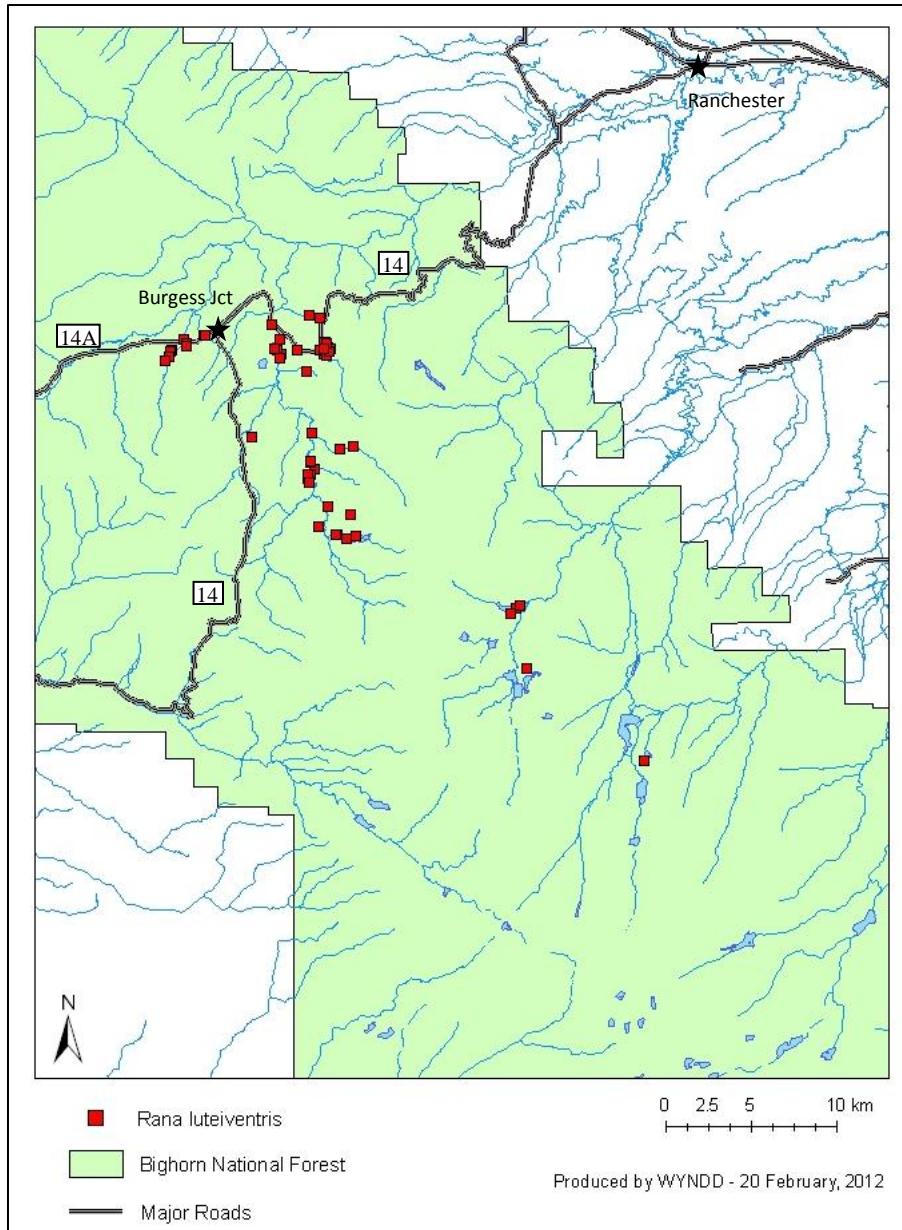 Ranchester
14
Burgess Jct
14A
14
N
Rana luteiventris
Bighorn National Forest
Major Roads
0 2.5 5 10 km
Produced by WYNDD - 20 February, 2012